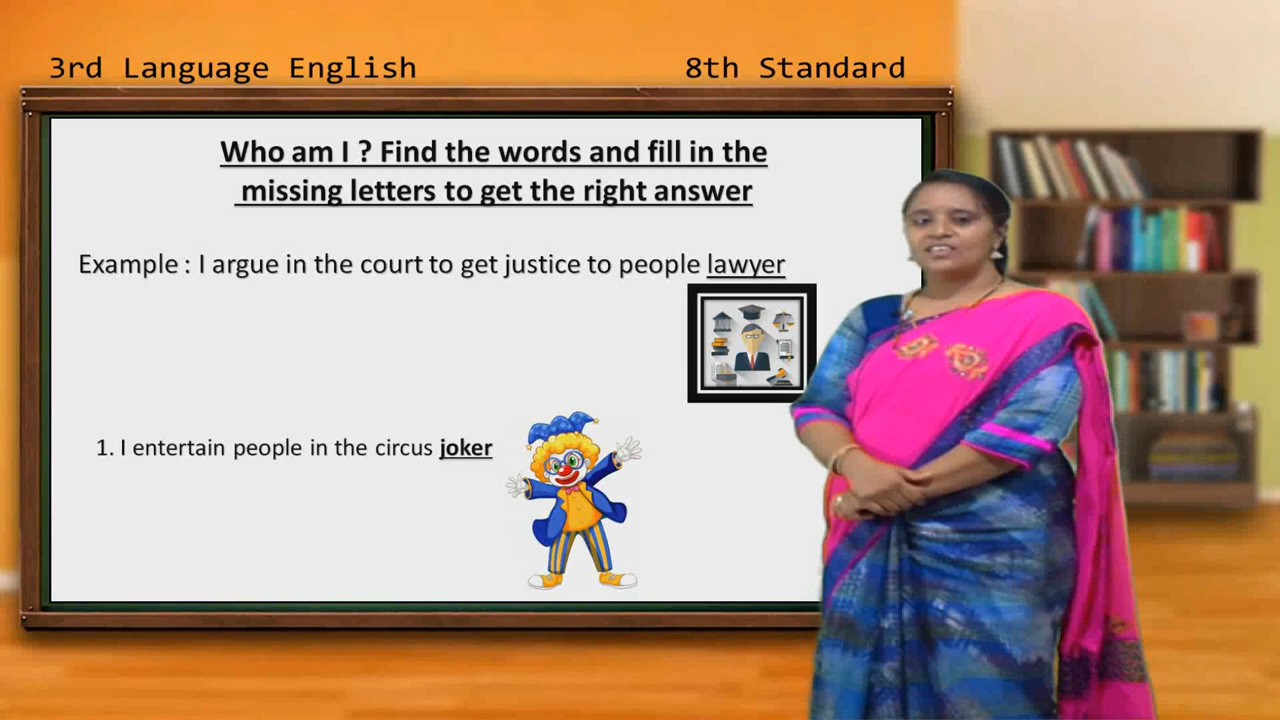 3rd Language English
8th Standard
Who am I ? Find the words and fill in the
missing letters to get the right answer
Example : I argue in the court to get justice to people lawyer
1. I entertain people in the circus joker